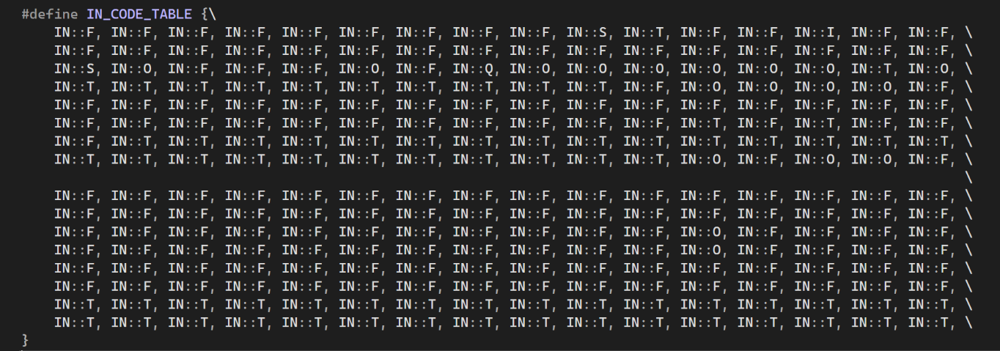 #define IN_CODE_TABLE {\
IN::F, IN::F, IN::F, IN::F, IN::F, IN::F, IN::F, IN::F, IN::F, IN::S, IN::T, IN::F, IN::F, IN::I, IN::F, IN::F, \
IN::F, IN::F, IN::F, IN::F, IN::F, IN::F, IN::F, IN::F, IN::F, IN::F, IN::F, IN::F, IN::F, IN::F, IN::F, IN::F, \
IN::S, IN::O, IN::F, IN::F, IN::F, IN::O, IN::F, IN::Q, IN::O, IN::O, IN::O, IN::O, IN::O, IN::O, IN::T, IN::O, \
IN::T, IN::T, IN::T, IN::T, IN::T, IN::T, IN::T, IN::T, IN::T, IN::T, IN::F, IN::O, IN::O, IN::O, IN::O, IN::F, \
IN::F, IN::F, IN::F, IN::F, IN::F, IN::F, IN::F, IN::F, IN::F, IN::F, IN::F, IN::F, IN::F, IN::F, IN::F, IN::F, \
IN::F, IN::F, IN::F, IN::F, IN::F, IN::F, IN::F, IN::F, IN::F, IN::F, IN::F, IN::T, IN::F, IN::T, IN::F, IN::F, \
IN::F, IN::T, IN::T, IN::T, IN::T, IN::T, IN::T, IN::T, IN::T, IN::T, IN::T, IN::T, IN::T, IN::T, IN::T, IN::T, \
IN::T, IN::T, IN::T, IN::T, IN::T, IN::T, IN::T, IN::T, IN::T, IN::T, IN::T, IN::O, IN::F, IN::O, IN::O, IN::F, \
\
IN::F, IN::F, IN::F, IN::F, IN::F, IN::F, IN::F, IN::F, IN::F, IN::F, IN::F, IN::F, IN::F, IN::F, IN::F, IN::F, \
IN::F, IN::F, IN::F, IN::F, IN::F, IN::F, IN::F, IN::F, IN::F, IN::F, IN::F, IN::F, IN::F, IN::F, IN::F, IN::F, \
IN::F, IN::F, IN::F, IN::F, IN::F, IN::F, IN::F, IN::F, IN::F, IN::F, IN::F, IN::O, IN::F, IN::F, IN::F, IN::F, \
IN::F, IN::F, IN::F, IN::F, IN::F, IN::F, IN::F, IN::F, IN::F, IN::F, IN::F, IN::O, IN::F, IN::F, IN::F, IN::F, \
IN::F, IN::F, IN::F, IN::F, IN::F, IN::F, IN::F, IN::F, IN::F, IN::F, IN::F, IN::F, IN::F, IN::F, IN::F, IN::F, \
IN::F, IN::F, IN::F, IN::F, IN::F, IN::F, IN::F, IN::F, IN::F, IN::F, IN::F, IN::F, IN::F, IN::F, IN::F, IN::F, \
IN::T, IN::T, IN::T, IN::T, IN::T, IN::T, IN::T, IN::T, IN::T, IN::T, IN::T, IN::T, IN::T, IN::T, IN::T, IN::T, \
IN::T, IN::T, IN::T, IN::T, IN::T, IN::T, IN::T, IN::T, IN::T, IN::T, IN::T, IN::T, IN::T, IN::T, IN::T, IN::T, \
}